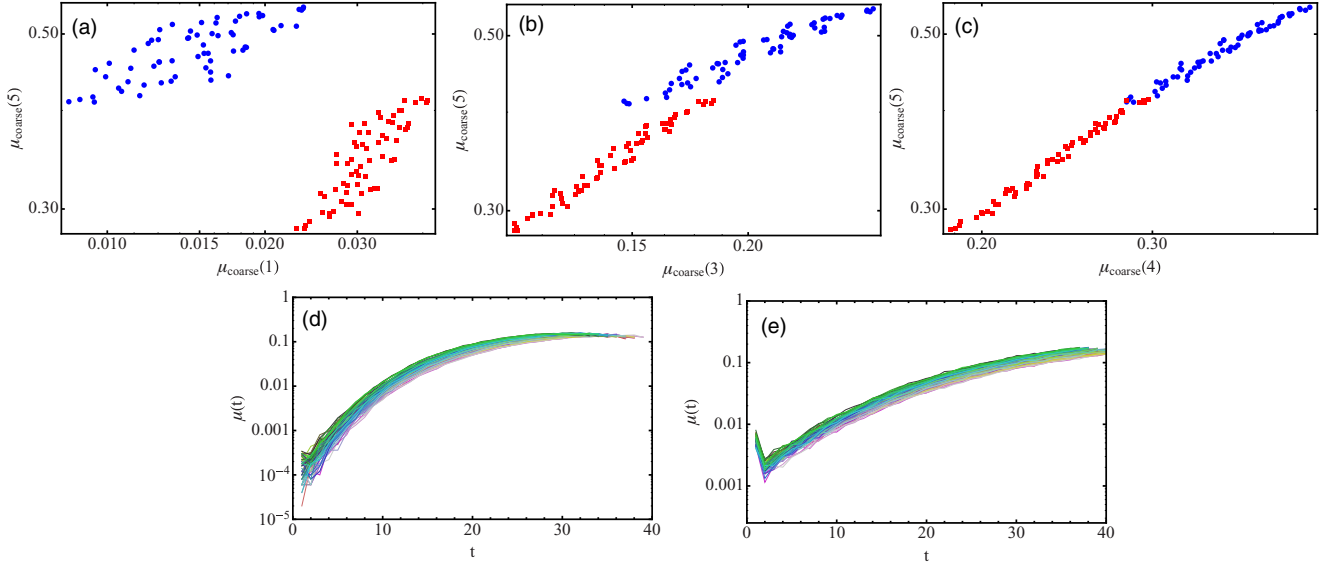 (a)
0.50
0.30
μcoarse(5)
0.010 0.015 0.020 0.030
μcoarse(1)
(b)
0.50
0.30
μcoarse(5)
0.15 0.20
μcoarse(3)
(c)
0.50
0.30
μcoarse(5)
0.20 0.30
μcoarse(4)
(d)
1
0.1
0.01
0.001
10⁻⁴
10⁻⁵
μ(t)
0 10 20 30 40
t
(e)
1
0.1
0.01
0.001
μ(t)
0 10 20 30 40
t